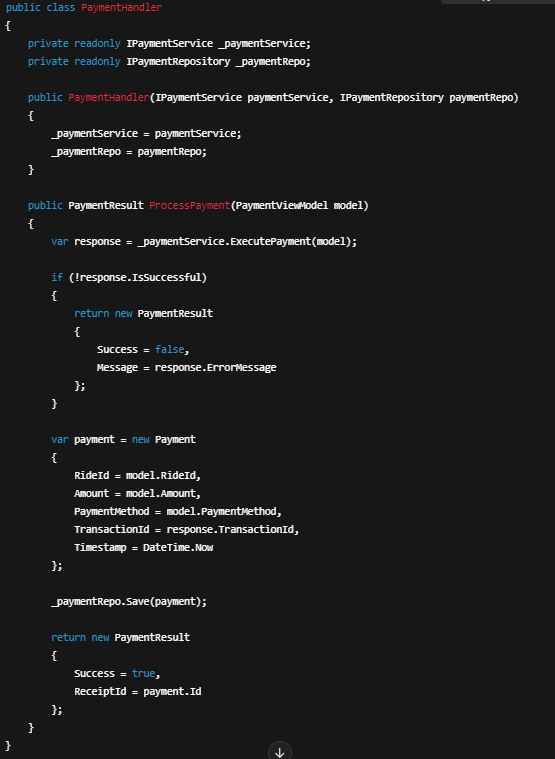 public class PaymentHandler
{
    private readonly IPaymentService _paymentService;
    private readonly IPaymentRepository _paymentRepo;

    public PaymentHandler(IPaymentService paymentService, IPaymentRepository paymentRepo)
    {
        _paymentService = paymentService;
        _paymentRepo = paymentRepo;
    }

    public PaymentResult ProcessPayment(PaymentViewModel model)
    {
        var response = _paymentService.ExecutePayment(model);

        if (!response.IsSuccessful)
        {
            return new PaymentResult
            {
                Success = false,
                Message = response.ErrorMessage
            };
        }

        var payment = new Payment
        {
            RideId = model.RideId,
            Amount = model.Amount,
            PaymentMethod = model.PaymentMethod,
            TransactionId = response.TransactionId,
            Timestamp = DateTime.Now
        };

        _paymentRepo.Save(payment);

        return new PaymentResult
        {
            Success = true,
            ReceiptId = payment.Id
        };
    }
}